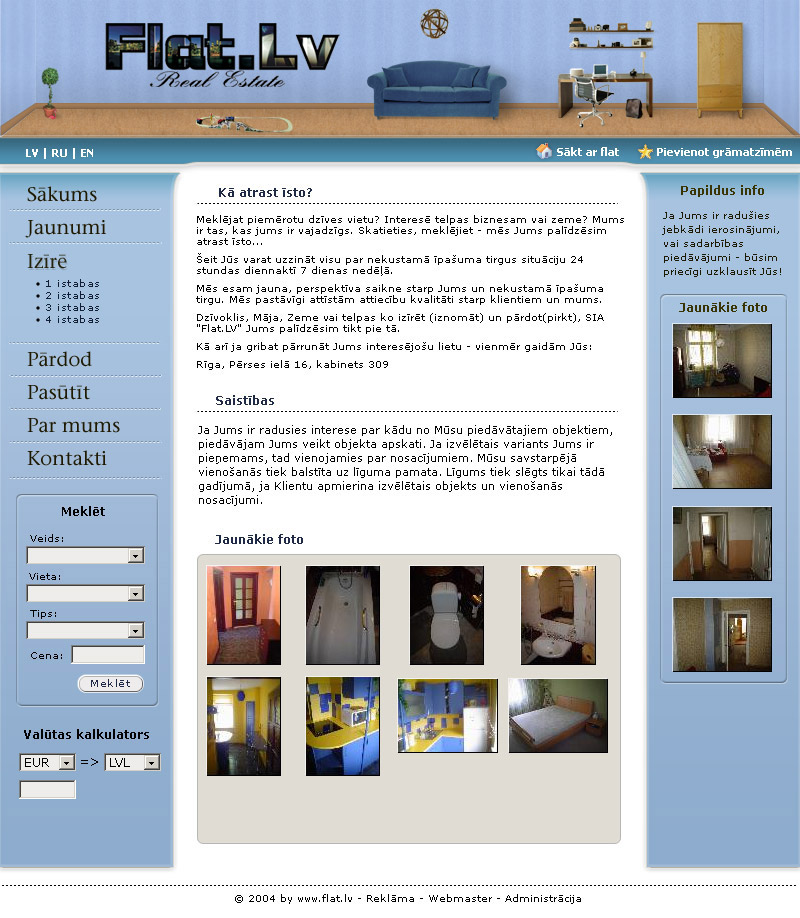 Flat.Lv
Real Estate
LV | RU | EN
Sākt ar flat
Pievienot grāmatzīmēm
Sākums
Jaunumi
Izīrē
• 1 istabas
• 2 istabas
• 3 istabas
• 4 istabas
Pārdod
Pasūtīt
Par mums
Kontakti
Meklēt
Veids:
Vieta:
Tips:
Cena:
Meklēt
Valūtas kalkulators
EUR => LVL
Kā atrast īsto?
Meklējat piemērotu dzīves vietu? Interesē telpas biznesam vai zeme? Mums
ir tas, kas jums ir vajadzīgs. Skatieties, meklējiet - mēs Jums palīdzēsim
atrast īsto...
Šeit Jūs varat uzzināt visu par nekustamā īpašuma tirgus situāciju 24
stundas diennaktī 7 dienas nedēļā.
Mēs esam jauna, perspektīva saikne starp Jums un nekustamā īpašuma
tirgu. Mēs pastāvīgi attīstām attiecību kvalitāti starp klientiem un mums.
Dzīvoklis, Māja, Zeme vai telpas ko izīrēt (iznomāt) un pārdot(pirkt), SIA
"Flat.LV" Jums palīdzēsim tikt pie tā.
Kā arī ja gribat pārrunāt Jums interesējošu lietu - vienmēr gaidām Jūs:
Rīga, Pērses ielā 16, kabinets 309
Saistības
Ja Jums ir radusies interese par kādu no Mūsu piedāvātajiem objektiem,
piedāvājam Jums veikt objekta apskati. Ja izvēlētais variants Jums ir
pieņemams, tad vienojamies par nosacījumiem. Mūsu savstarpējā
vienošanās tiek balstīta uz līguma pamata. Līgums tiek slēgts tikai tādā
gadījumā, ja Klientu apmierina izvēlētais objekts un vienošanās
nosacījumi.
Jaunākie foto
Papildus info
Ja Jums ir radušies
jebkādi ierosinājumi,
vai sadarbības
piedāvājumi - būsim
priecīgi uzklausīt Jūs!
Jaunākie foto
© 2004 by www.flat.lv - Reklāma - Webmaster - Administrācija